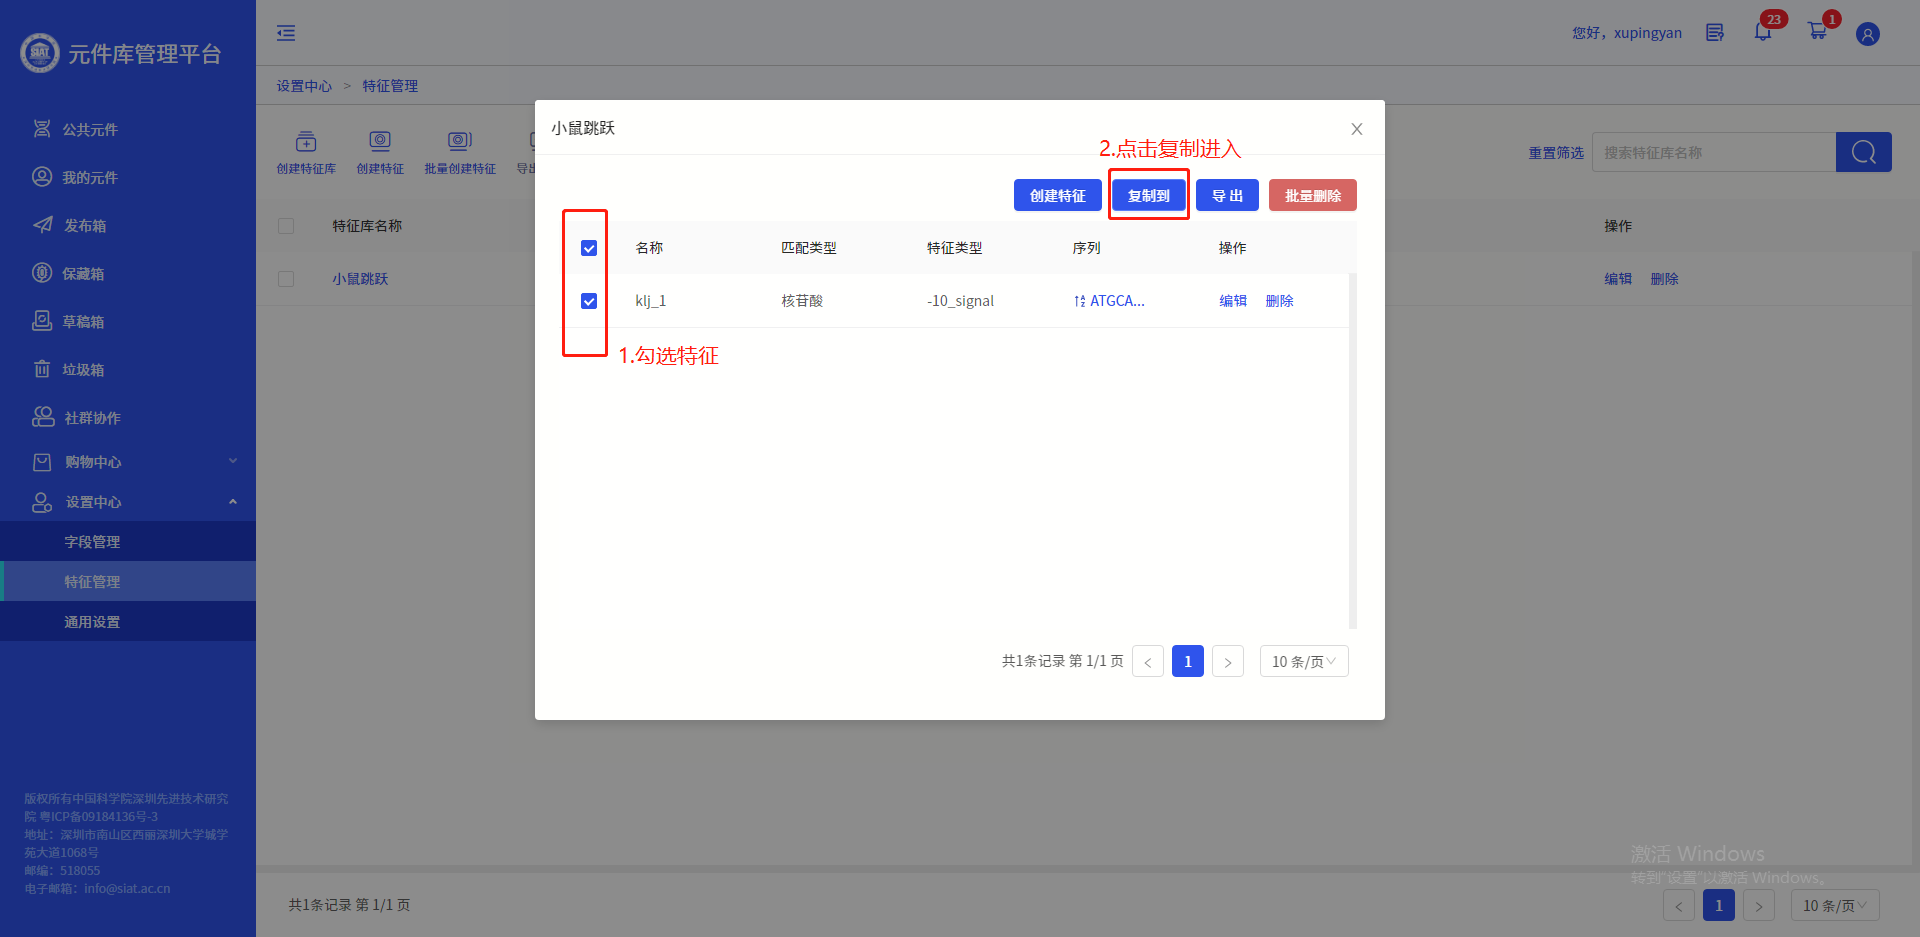 SIAT
元件库管理平台
公共元件
我的元件
发布箱
保藏箱
草稿箱
垃圾箱
社群协作
购物中心
设置中心
字段管理
特征管理
通用设置
版权所有中国科学院深圳先进技术研究
院 粤ICP备09184136号-3
地址：深圳市南山区西丽深圳大学城学
苑大道1068号
邮编：518055
电子邮箱：info@siat.ac.cn
您好，xupingyan
23
1
设置中心 > 特征管理
创建特征库
创建特征
批量创建特征
重置筛选
搜索特征库名称
特征库名称
操作
小鼠跳跃
编辑 删除
小鼠跳跃
2.点击复制进入
创建特征
复制到
导 出
批量删除
名称 匹配类型 特征类型 序列 操作
klj_1 核苷酸 -10_signal ATGCA... 编辑 删除
1.勾选特征
共1条记录 第 1/1 页 < 1 > 10 条/页
激活 Windows
转到"设置"以激活 Windows。
共1条记录 第 1/1 页
< 1 > 10 条/页